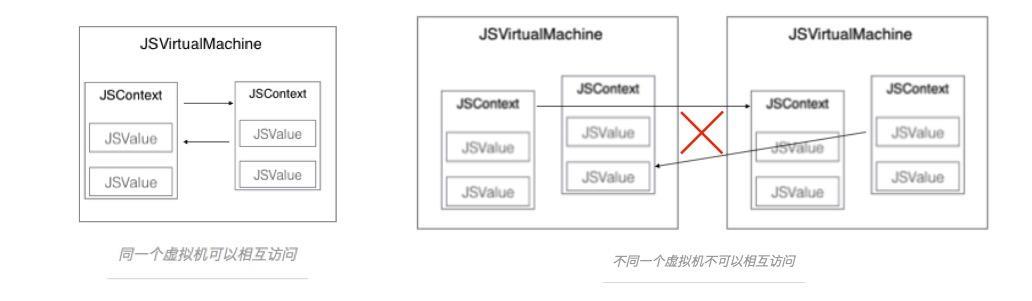 JSVirtualMachine
JSContext
JSValue
JSValue
JSContext
JSValue
JSValue
同一个虚拟机可以相互访问
JSVirtualMachine
JSContext
JSValue
JSValue
JSContext
JSValue
JSValue
JSVirtualMachine
JSContext
JSValue
JSValue
JSContext
JSValue
JSValue
不同一个虚拟机不可以相互访问